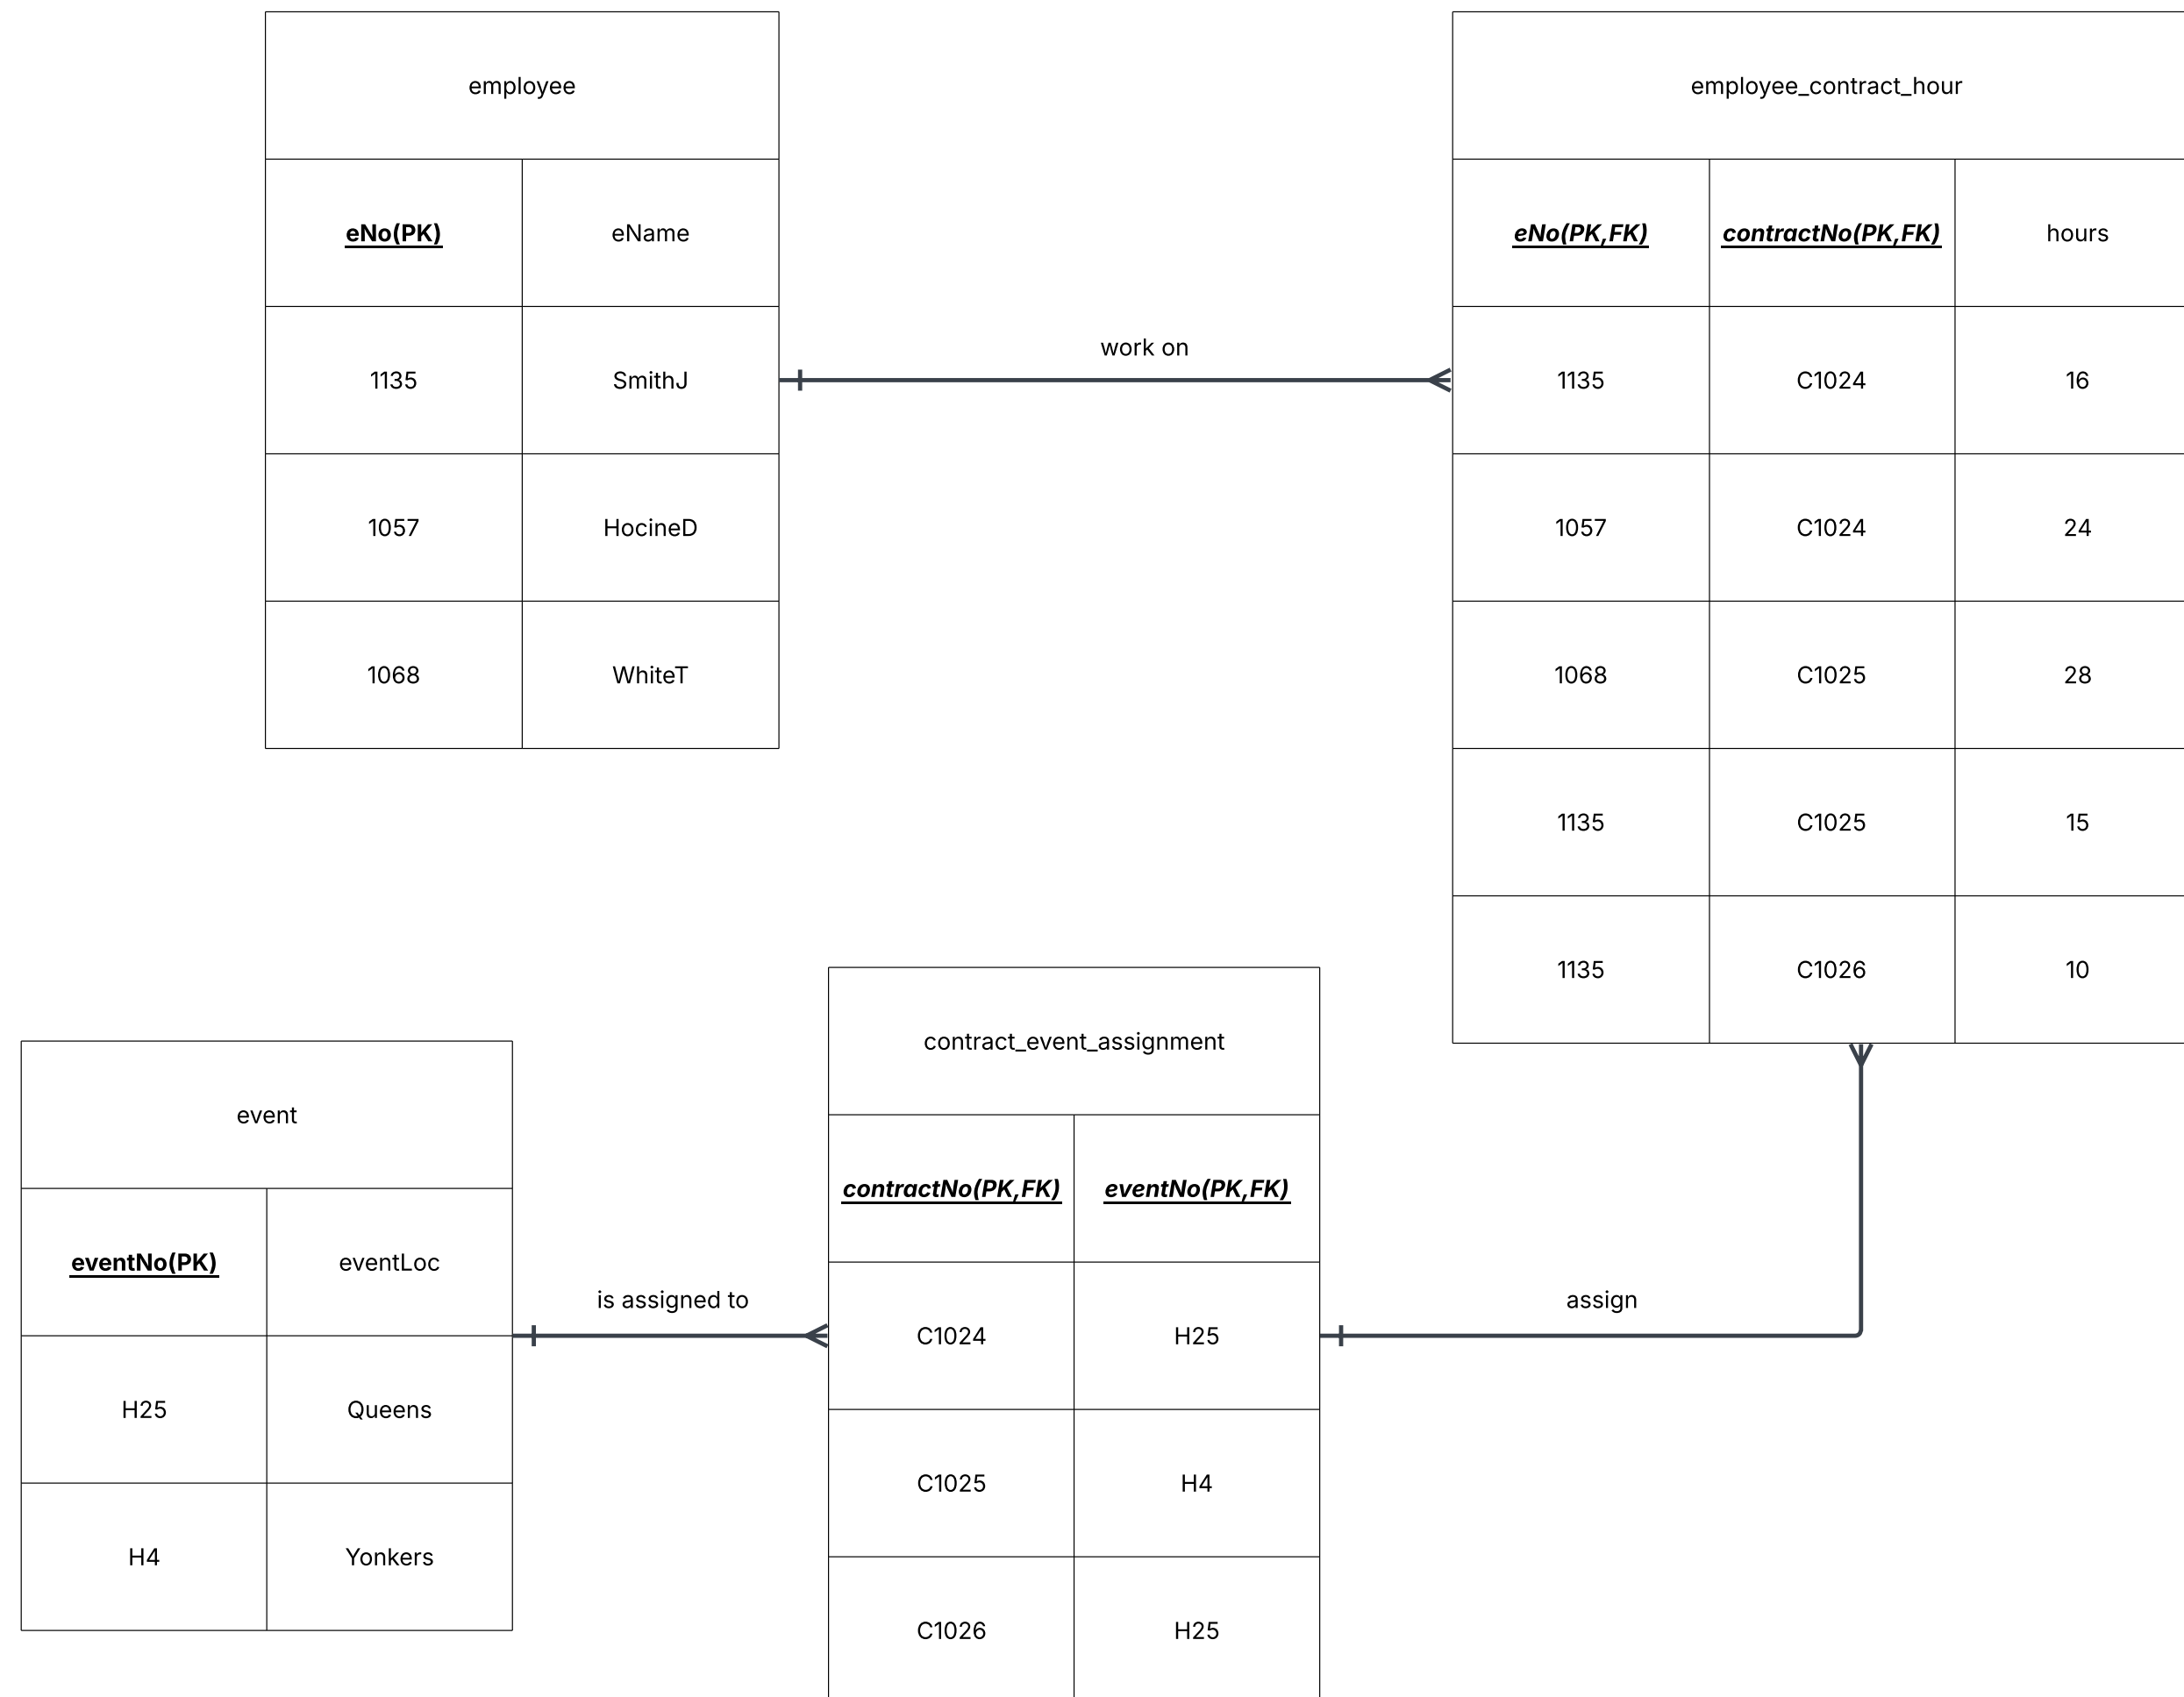 employee
eNo(PK) eName
1135 SmithJ
1057 HocineD
1068 WhiteT
work on
employee_contract_hour
eNo(PK,FK) contractNo(PK,FK) hours
1135 C1024 16
1057 C1024 24
1068 C1025 28
1135 C1025 15
1135 C1026 10
event
eventNo(PK) eventLoc
H25 Queens
H4 Yonkers
is assigned to
contract_event_assignment
contractNo(PK,FK) eventNo(PK,FK)
C1024 H25
C1025 H4
C1026 H25
assign